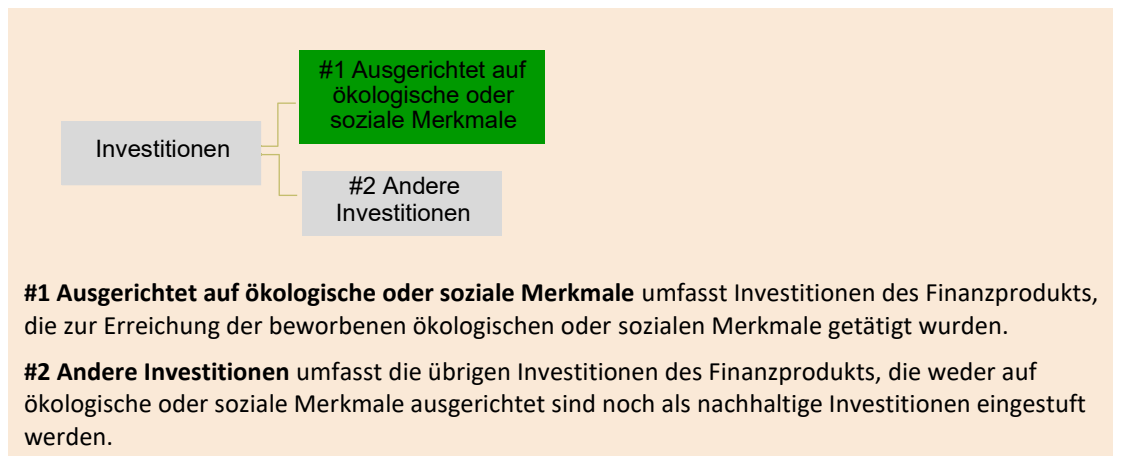 #1 Ausgerichtet auf
ökologische oder
soziale Merkmale
Investitionen
#2 Andere
Investitionen
#1 Ausgerichtet auf ökologische oder soziale Merkmale umfasst Investitionen des Finanzprodukts,
die zur Erreichung der beworbenen ökologischen oder sozialen Merkmale getätigt wurden.
#2 Andere Investitionen umfasst die übrigen Investitionen des Finanzprodukts, die weder auf
ökologische oder soziale Merkmale ausgerichtet sind noch als nachhaltige Investitionen eingestuft
werden.